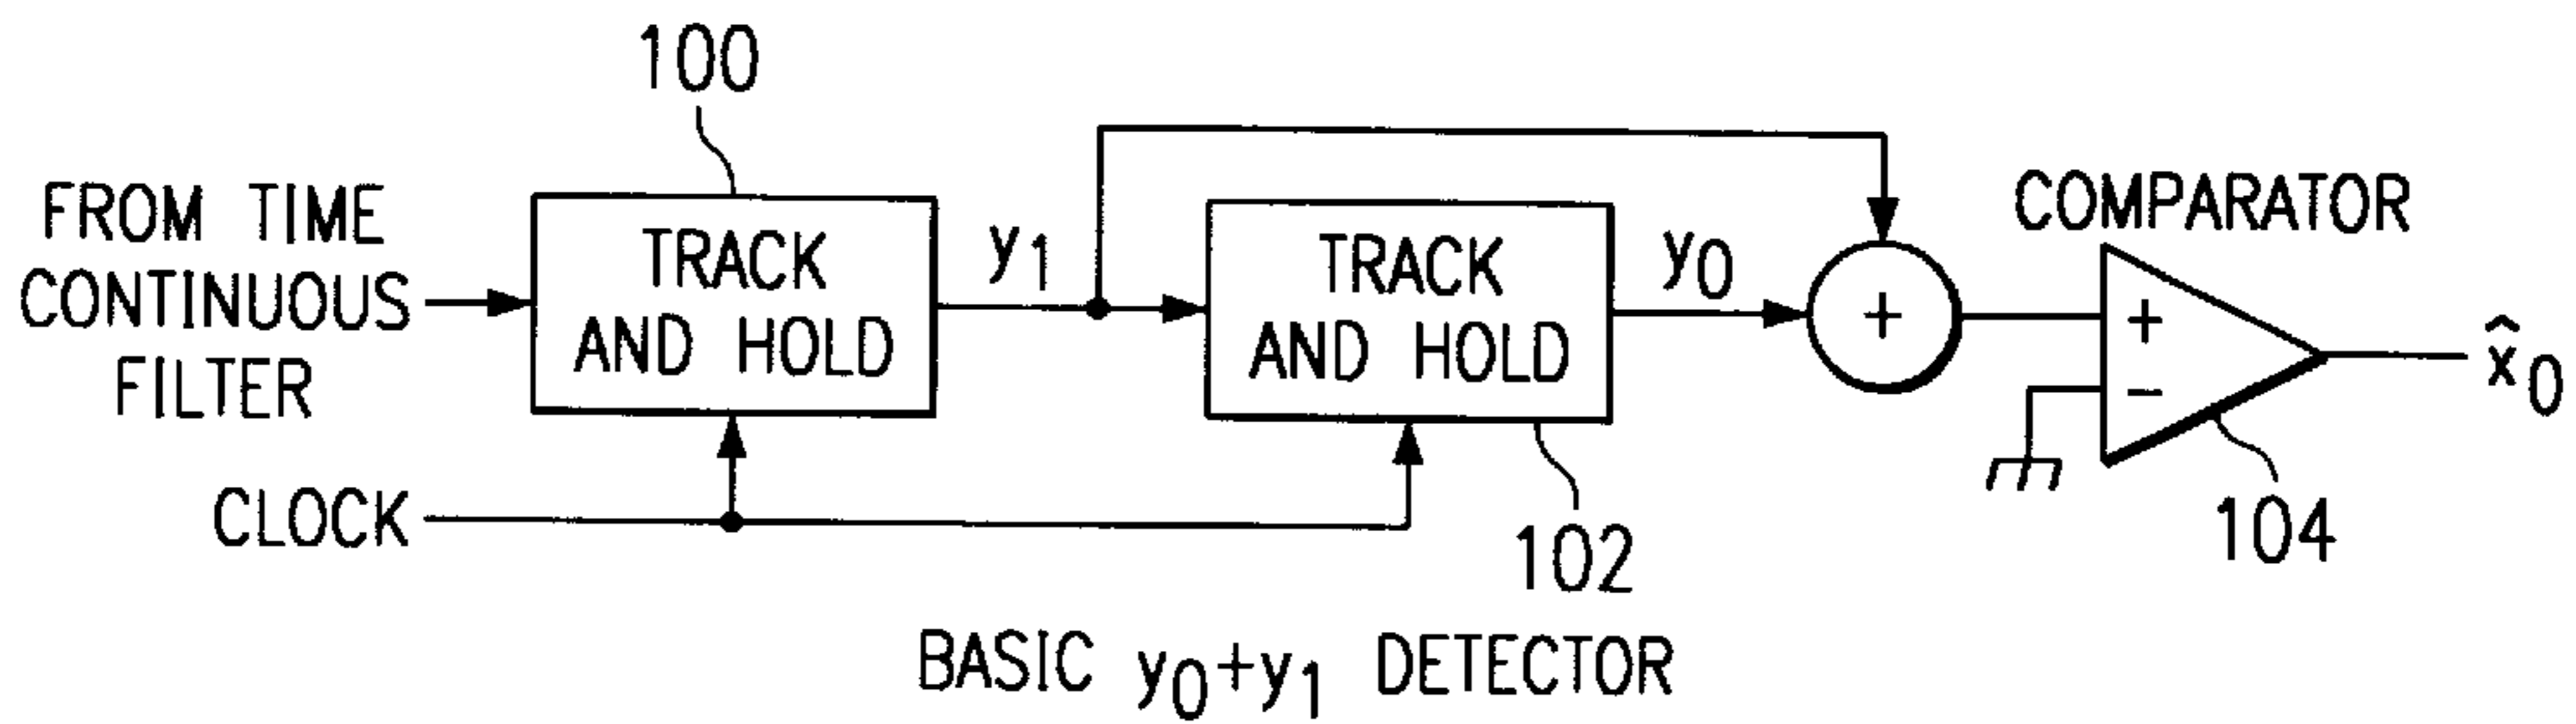 100
FROM TIME
CONTINUOUS
FILTER
TRACK
AND HOLD
y1
TRACK
AND HOLD
y0
+
COMPARATOR
+
−
x̂0
CLOCK
102
104
BASIC y0+y1 DETECTOR